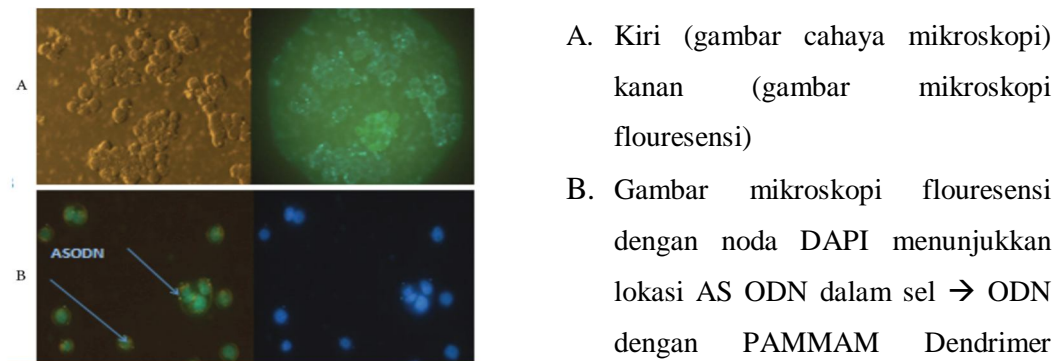 A
B
ASODN
A. Kiri (gambar cahaya mikroskopi)
kanan (gambar mikroskopi
flouresensi)
B. Gambar mikroskopi flouresensi
dengan noda DAPI menunjukkan
lokasi AS ODN dalam sel → ODN
dengan PAMMAM Dendrimer